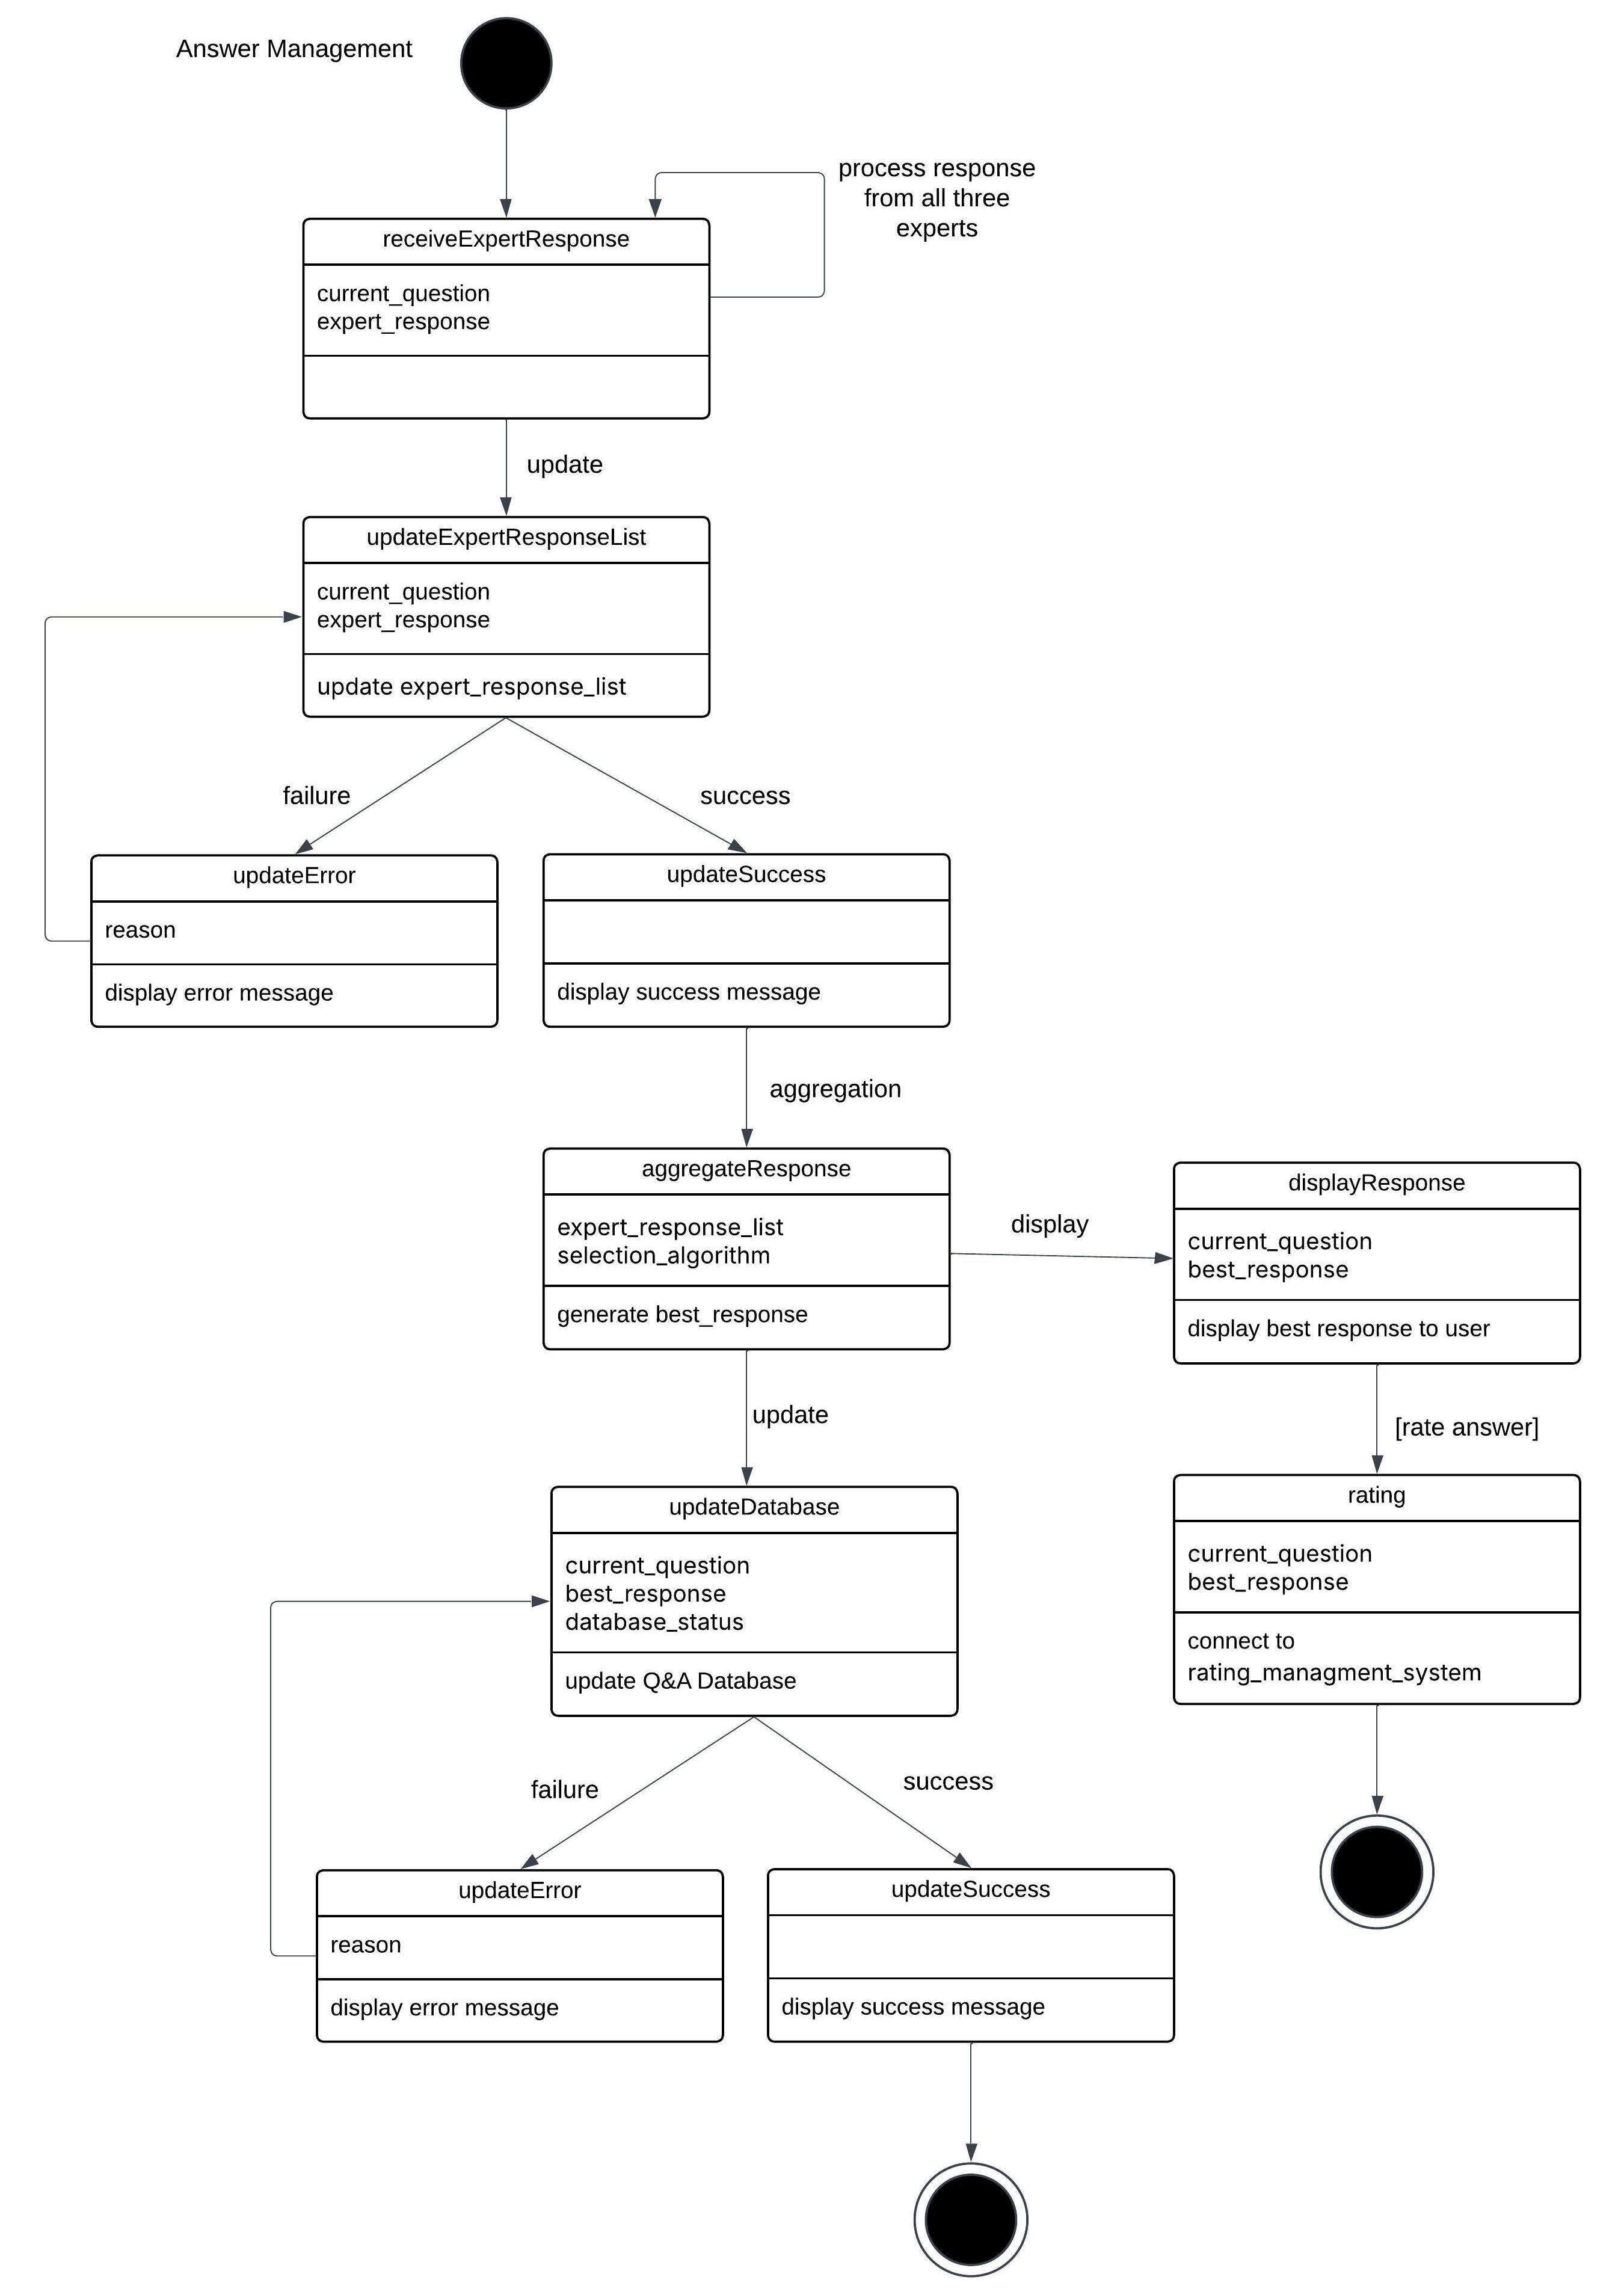 Answer Management
process response
from all three
experts
receiveExpertResponse
current_question
expert_response
update
updateExpertResponseList
current_question
expert_response
update expert_response_list
failure
success
updateError
reason
display error message
updateSuccess
display success message
aggregation
aggregateResponse
expert_response_list
selection_algorithm
generate best_response
display
displayResponse
current_question
best_response
display best response to user
update
[rate answer]
updateDatabase
current_question
best_response
database_status
update Q&A Database
rating
current_question
best_response
connect to
rating_managment_system
failure
success
updateError
reason
display error message
updateSuccess
display success message